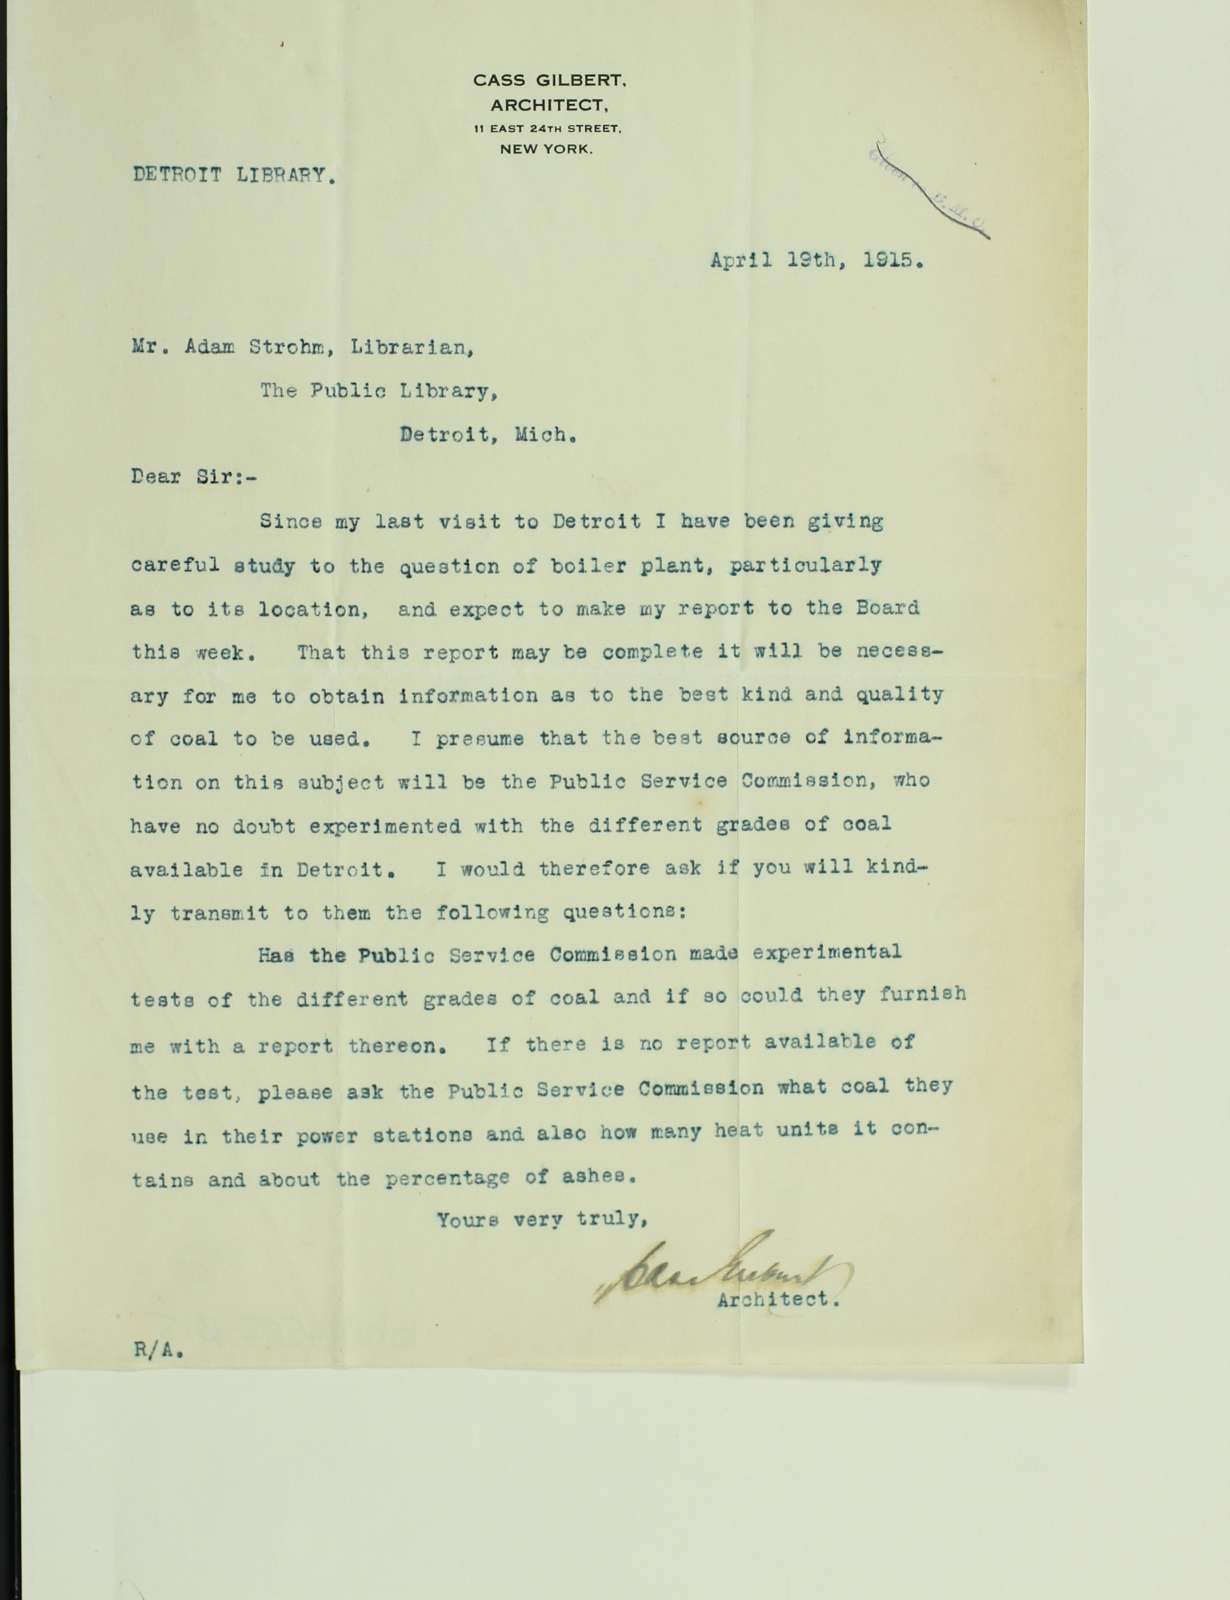 CASS GILBERT,
ARCHITECT,
11 EAST 24TH STREET,
NEW YORK.
DETROIT LIBRARY.
April 19th, 1915.
Mr. Adam Strohm, Librarian,
The Public Library,
Detroit, Mich.
Dear Sir:-
Since my last visit to Detroit I have been giving
careful study to the question of boiler plant, particularly
as to its location, and expect to make my report to the Board
this week. That this report may be complete it will be necess-
ary for me to obtain information as to the best kind and quality
of coal to be used. I presume that the best source of informa-
tion on this subject will be the Public Service Commission, who
have no doubt experimented with the different grades of coal
available in Detroit. I would therefore ask if you will kind-
ly transmit to them the following questions:
Has the Public Service Commission made experimental
tests of the different grades of coal and if so could they furnish
me with a report thereon. If there is no report available of
the test, please ask the Public Service Commission what coal they
use in their power stations and also how many heat units it con-
tains and about the percentage of ashes.
Yours very truly,
Cass Gilbert
Architect.
R/A.